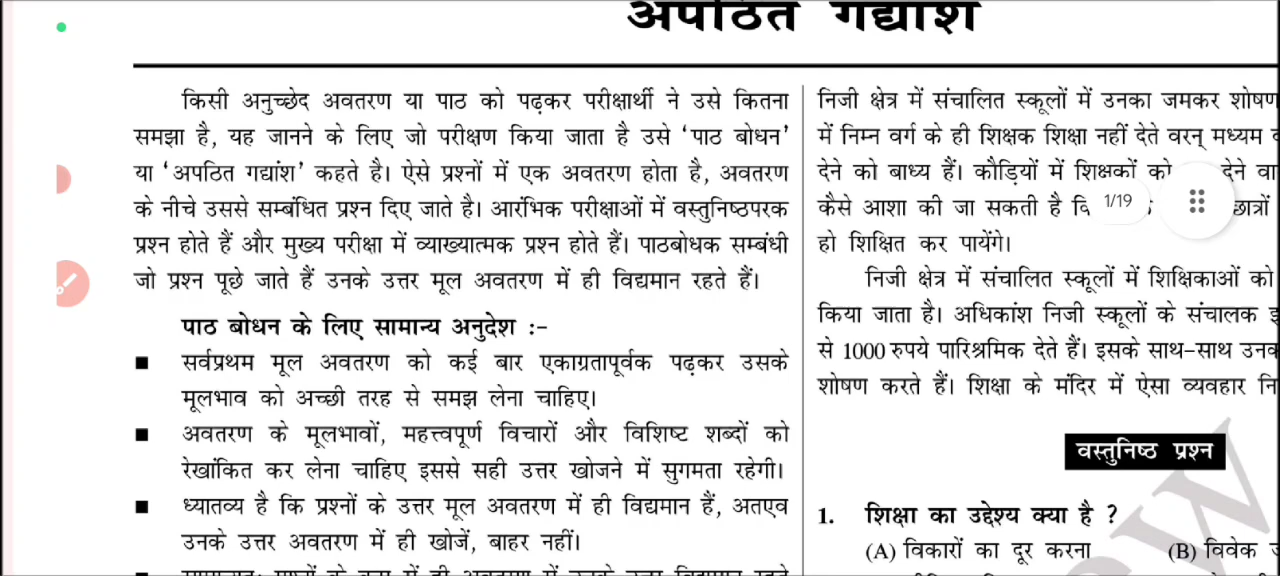 अपठित गद्यांश
किसी अनुच्छेद अवतरण या पाठ को पढ़कर परीक्षार्थी ने उसे कितना
समझा है, यह जानने के लिए जो परीक्षण किया जाता है उसे ‘पाठ बोधन’
या ‘अपठित गद्यांश’ कहते है। ऐसे प्रश्नों में एक अवतरण होता है, अवतरण
के नीचे उससे सम्बंधित प्रश्न दिए जाते है। आरंभिक परीक्षाओं में वस्तुनिष्ठपरक
प्रश्न होते हैं और मुख्य परीक्षा में व्याख्यात्मक प्रश्न होते हैं। पाठबोधक सम्बंधी
जो प्रश्न पूछे जाते हैं उनके उत्तर मूल अवतरण में ही विद्यमान रहते हैं।
पाठ बोधन के लिए सामान्य अनुदेश :-
■ सर्वप्रथम मूल अवतरण को कई बार एकाग्रतापूर्वक पढ़कर उसके
मूलभाव को अच्छी तरह से समझ लेना चाहिए।
■ अवतरण के मूलभावों, महत्त्वपूर्ण विचारों और विशिष्ट शब्दों को
रेखांकित कर लेना चाहिए इससे सही उत्तर खोजने में सुगमता रहेगी।
■ ध्यातव्य है कि प्रश्नों के उत्तर मूल अवतरण में ही विद्यमान हैं, अतएव
उनके उत्तर अवतरण में ही खोजें, बाहर नहीं।
निजी क्षेत्र में संचालित स्कूलों में उनका जमकर शोषण
में निम्न वर्ग के ही शिक्षक शिक्षा नहीं देते वरन् मध्यम
देने को बाध्य हैं। कौड़ियों में शिक्षकों को देने वा
कैसे आशा की जा सकती है 1/19 छात्रों
हो शिक्षित कर पायेंगे।
निजी क्षेत्र में संचालित स्कूलों में शिक्षिकाओं को
किया जाता है। अधिकांश निजी स्कूलों के संचालक
से 1000 रुपये पारिश्रमिक देते हैं। इसके साथ-साथ उनक
शोषण करते हैं। शिक्षा के मंदिर में ऐसा व्यवहार नि
वस्तुनिष्ठ प्रश्न
1. शिक्षा का उद्देश्य क्या है ?
(A) विकारों का दूर करना (B) विवेक